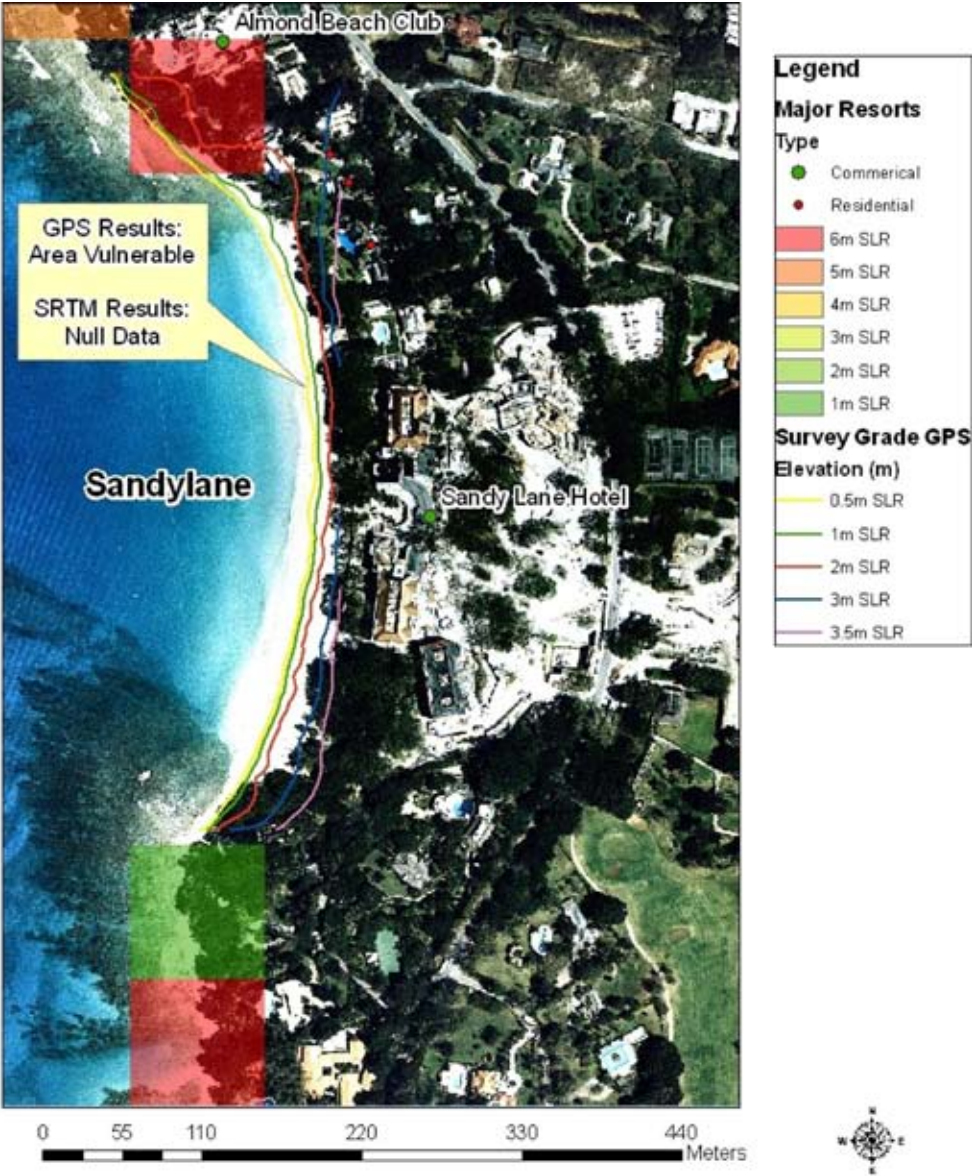 Almond Beach Club
GPS Results:
Area Vulnerable
SRTM Results:
Null Data
Sandylane
Sandy Lane Hotel
Legend
Major Resorts
Type
Commerical
Residential
6m SLR
5m SLR
4m SLR
3m SLR
2m SLR
1m SLR
Survey Grade GPS
Elevation (m)
0.5m SLR
1m SLR
2m SLR
3m SLR
3.5m SLR
0 55 110 220 330 440
Meters
N
W E